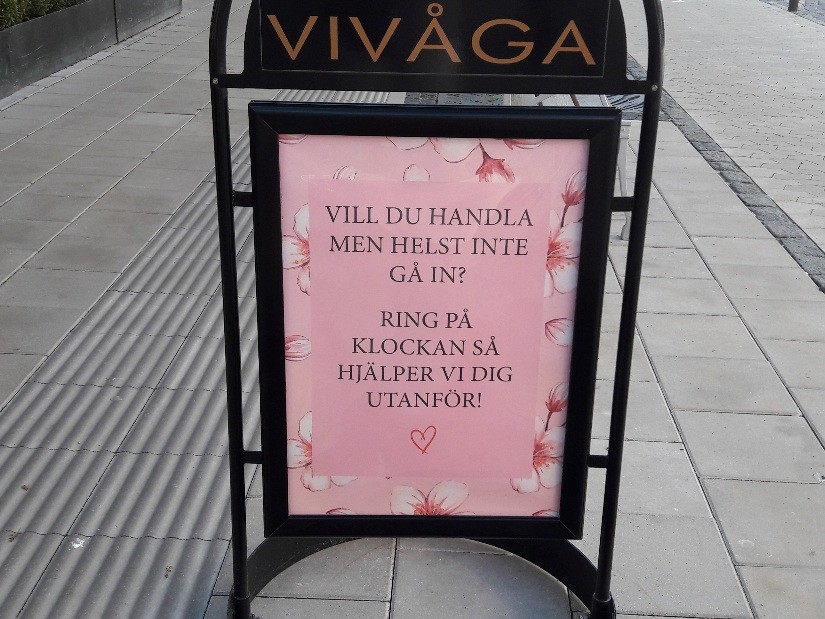 VIVÅGA
VILL DU HANDLA
MEN HELST INTE
GÅ IN?
RING PÅ
KLOCKAN SÅ
HJÄLPER VI DIG
UTANFÖR!